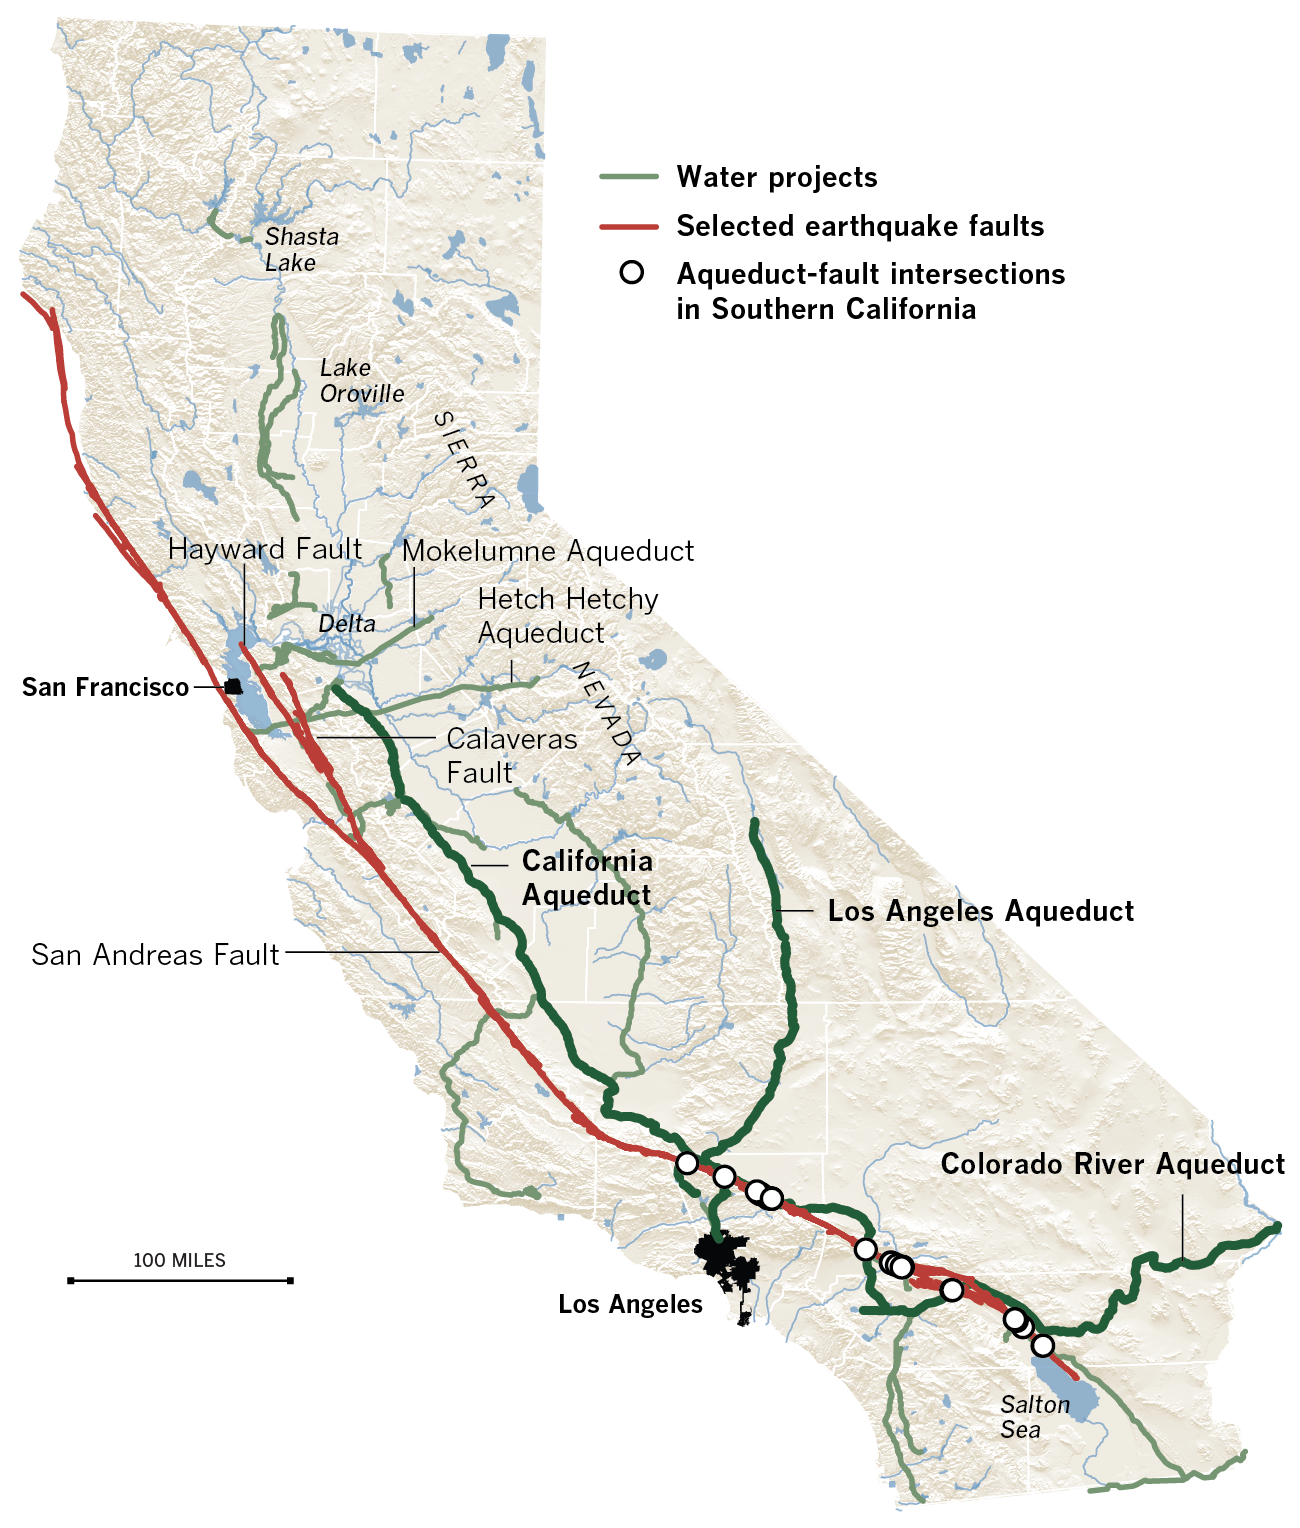 Water projects
Selected earthquake faults
Aqueduct-fault intersections
in Southern California
Shasta
Lake
Lake
Oroville
SIERRA
Hayward Fault
Mokelumne Aqueduct
Hetch Hetchy
Aqueduct
Delta
NEVADA
San Francisco
Calaveras
Fault
California
Aqueduct
Los Angeles Aqueduct
San Andreas Fault
Colorado River Aqueduct
100 MILES
Los Angeles
Salton
Sea